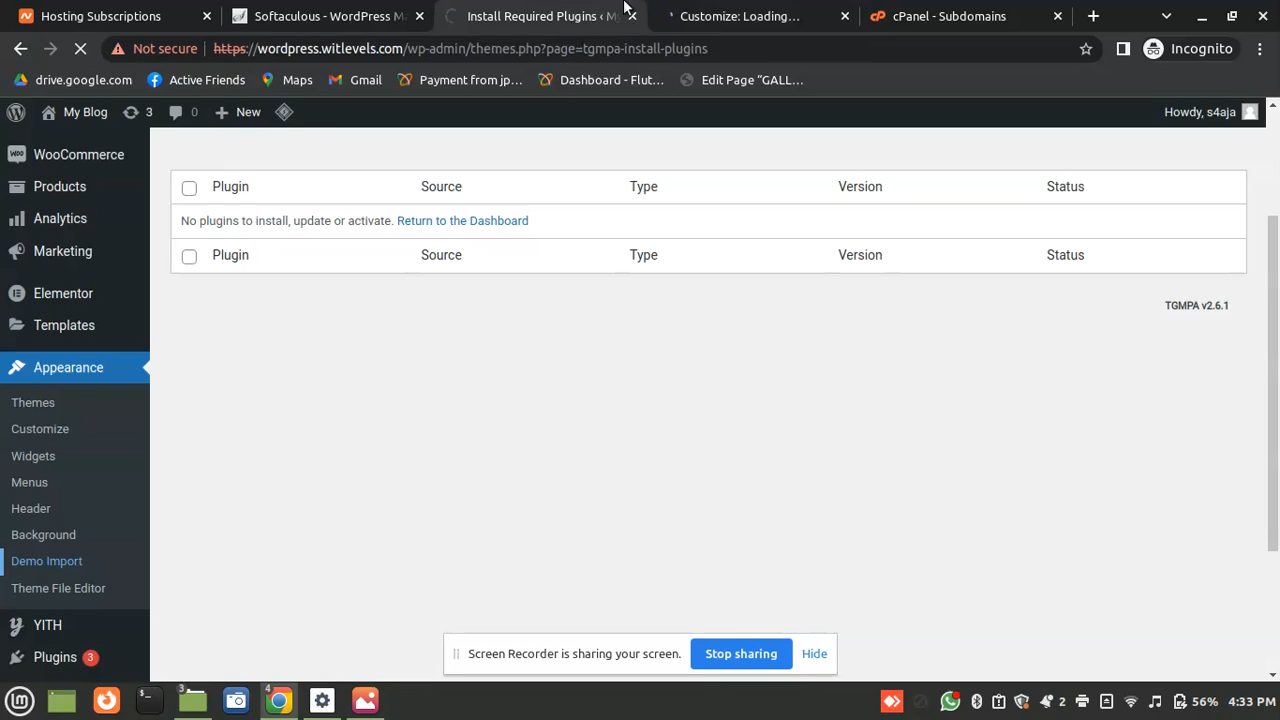 Hosting Subscriptions
Softaculous - WordPress M
Install Required Plugins ‹ M
Customize: Loading…
cPanel - Subdomains
Not secure
https://wordpress.witlevels.com/wp-admin/themes.php?page=tgmpa-install-plugins
Incognito
drive.google.com
Active Friends
Maps
Gmail
Payment from jp...
Dashboard - Flut...
Edit Page “GALL...
My Blog
3
0
New
Howdy, s4aja
WooCommerce
Products
Analytics
Marketing
Elementor
Templates
Appearance
Themes
Customize
Widgets
Menus
Header
Background
Demo Import
Theme File Editor
YITH
Plugins 3
Plugin Source Type Version Status
No plugins to install, update or activate. Return to the Dashboard
Plugin Source Type Version Status
TGMPA v2.6.1
Screen Recorder is sharing your screen.
Stop sharing
Hide
3
4
2
56%
4:33 PM